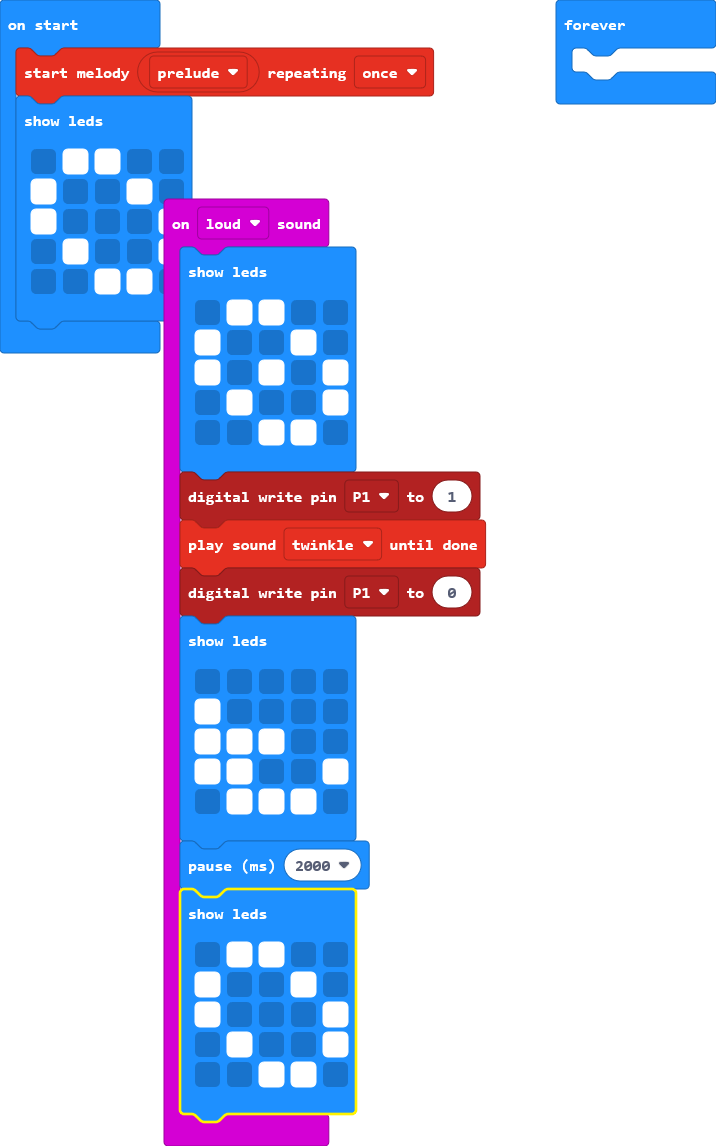 on start
start melody prelude repeating once
show leds
forever
on loud sound
show leds
digital write pin P1 to 1
play sound twinkle until done
digital write pin P1 to 0
show leds
pause (ms) 2000
show leds